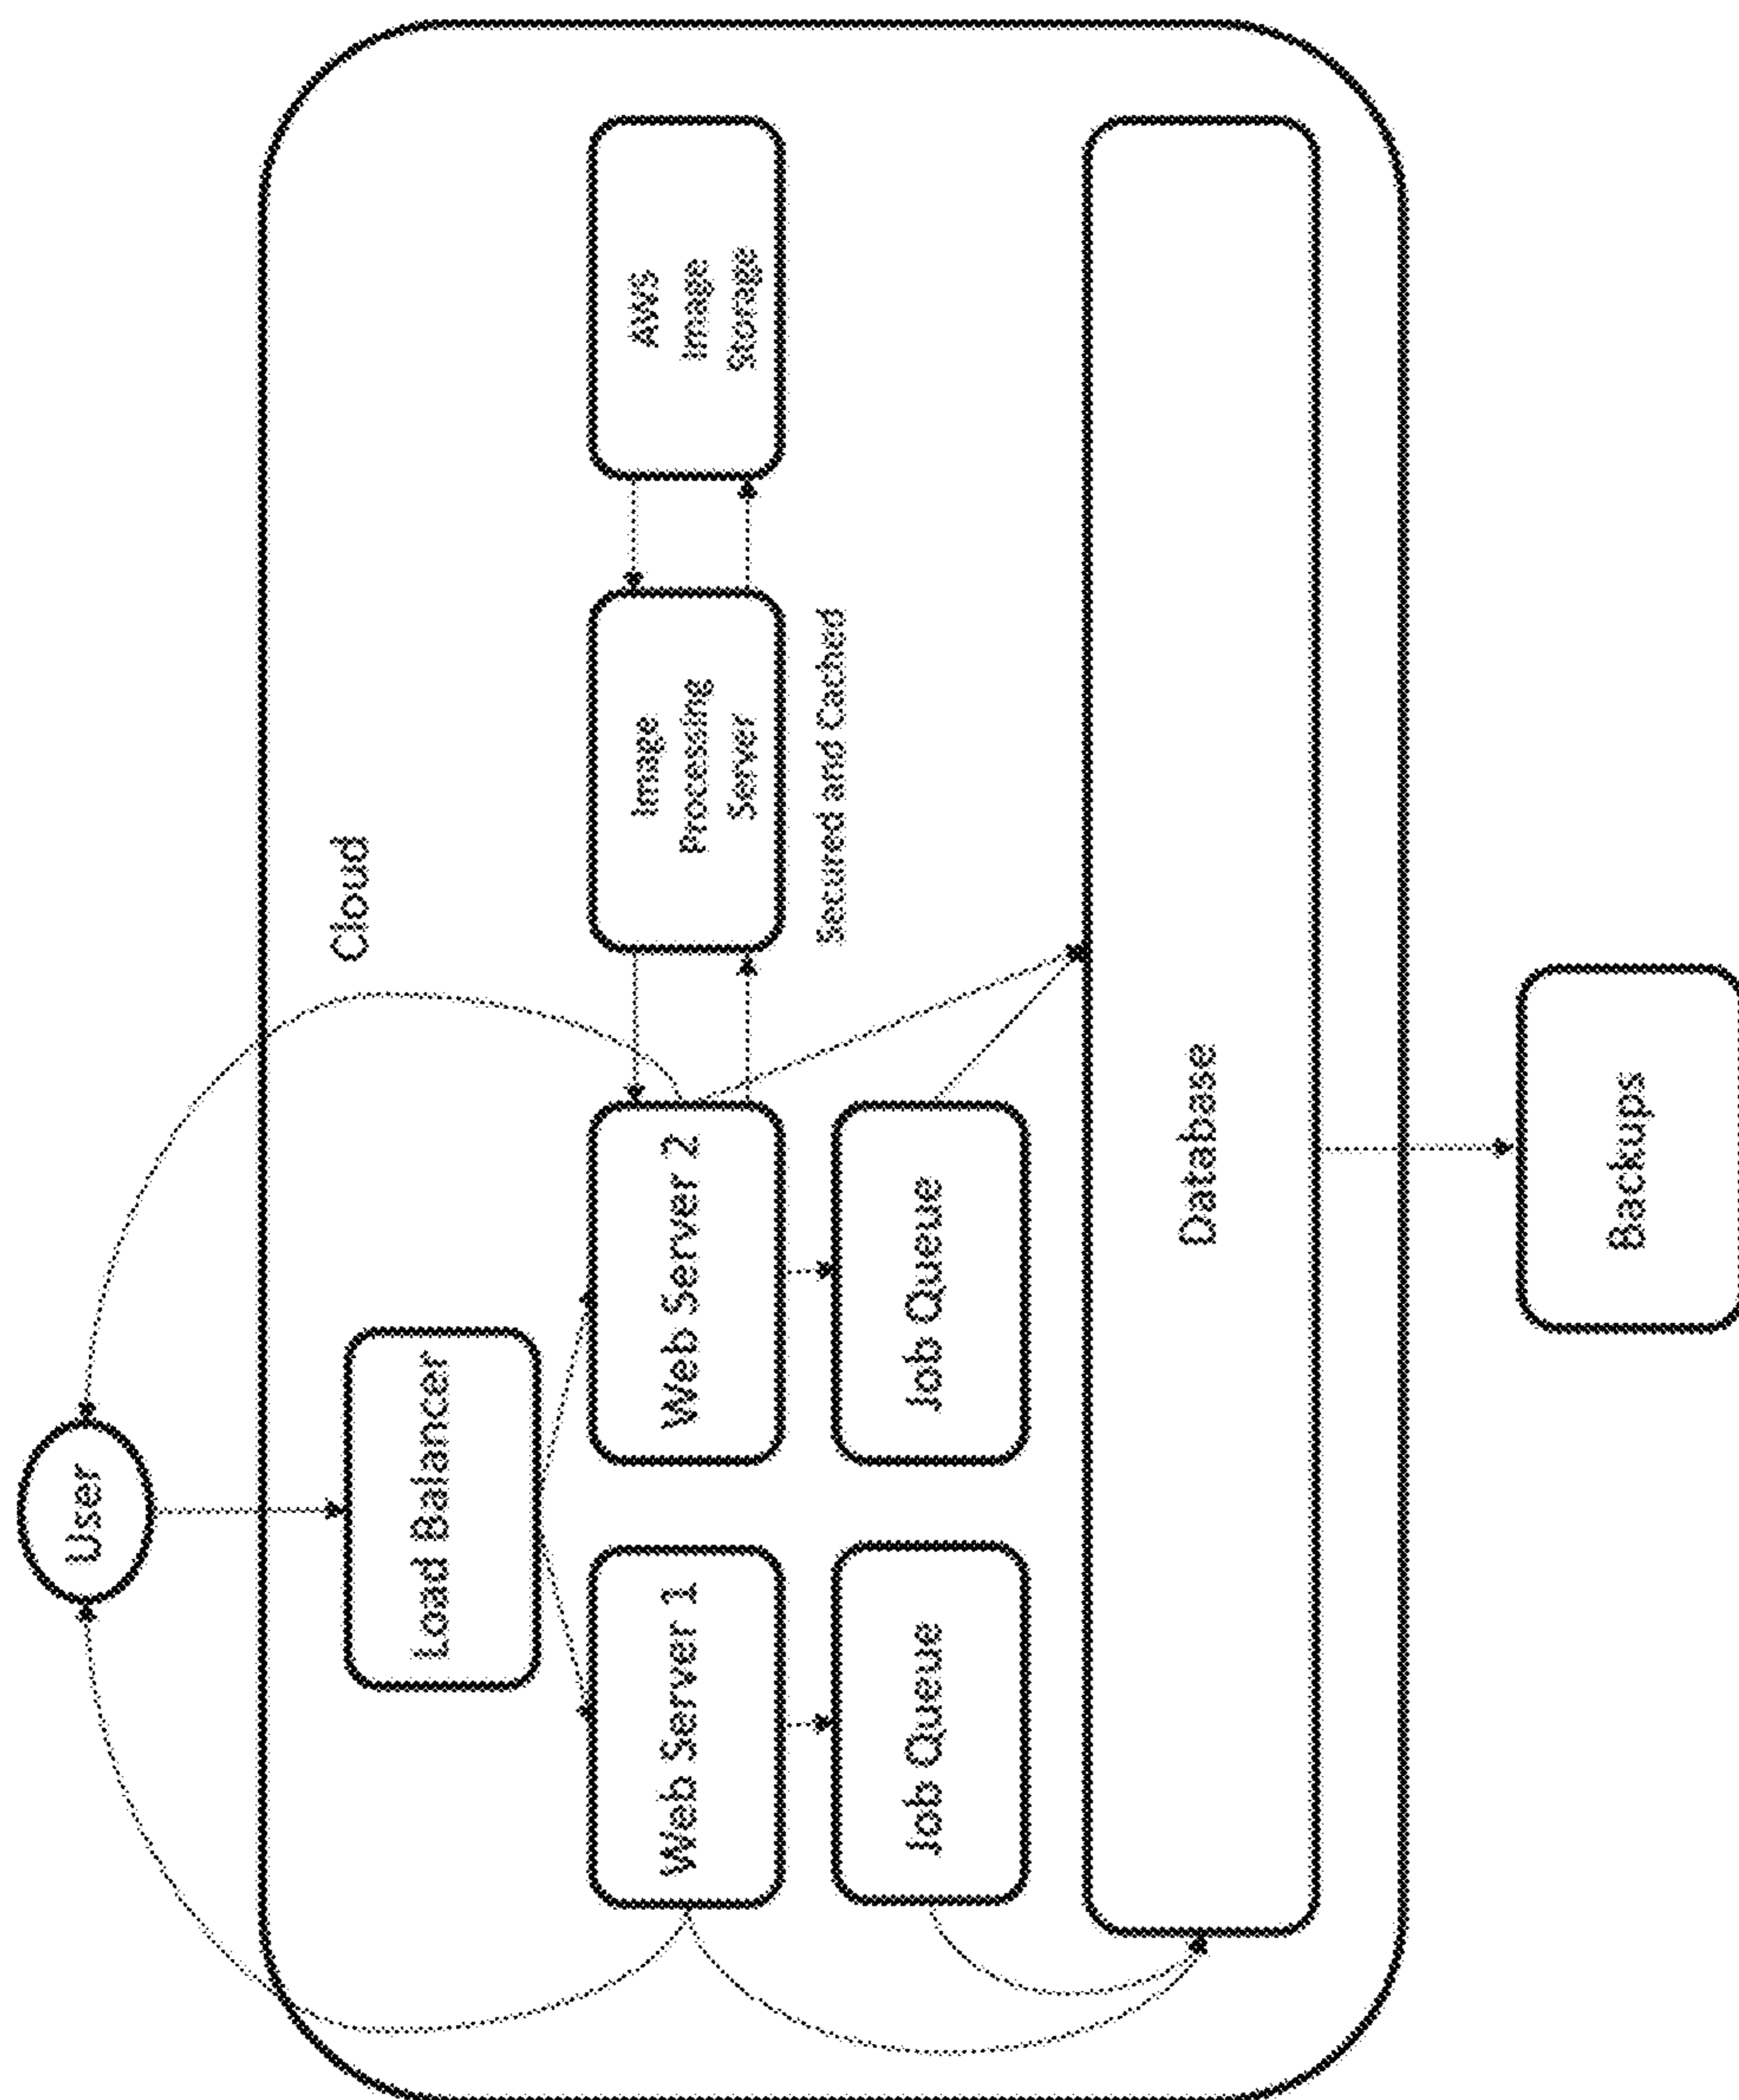 User
Cloud
Load Balancer
Web Server 1
Web Server 2
Image
Processing
Server
AWS
Image
Storage
Secured and Cached
Job Queue
Job Queue
Database
Backups